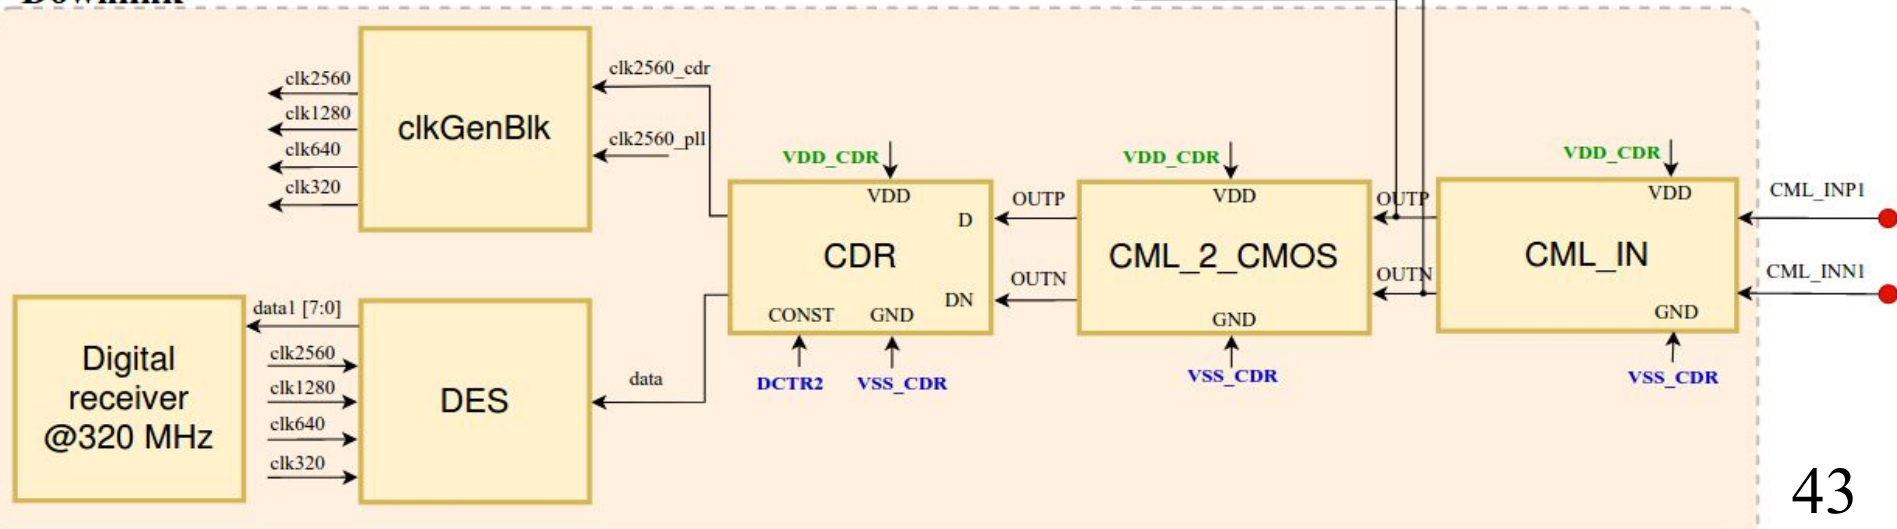 clk2560_cdr
clk2560
clk1280
clkGenBlk
clk640
clk2560_pll
clk320
VDD_CDR
VDD_CDR
VDD_CDR
VDD
VDD
VDD
CML_INP1
D
OUTP
OUTP
CDR
CML_2_CMOS
CML_IN
DN
OUTN
OUTN
CML_INN1
CONST
GND
GND
GND
DCTR2
VSS_CDR
VSS_CDR
VSS_CDR
data1 [7:0]
Digital
receiver
@320 MHz
clk2560
clk1280
clk640
clk320
DES
data
43